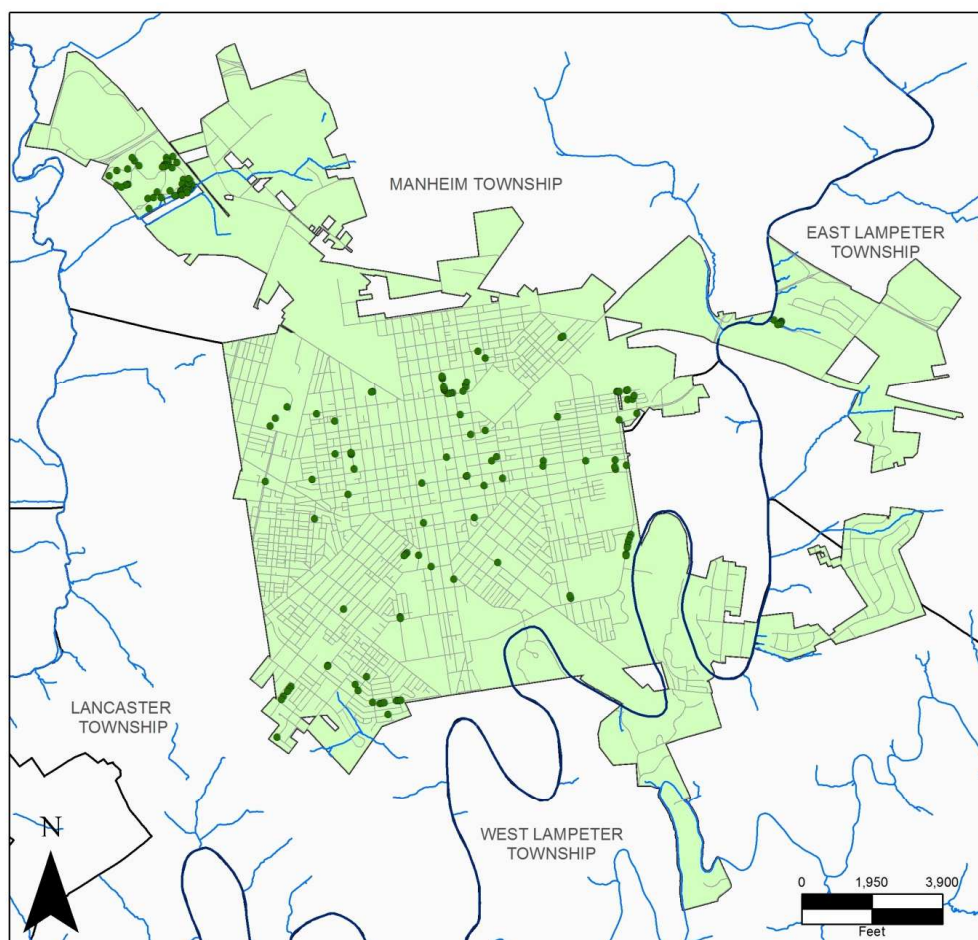 MANHEIM TOWNSHIP
EAST LAMPETER
TOWNSHIP
LANCASTER
TOWNSHIP
N
WEST LAMPETER
TOWNSHIP
0 1,950 3,900
Feet